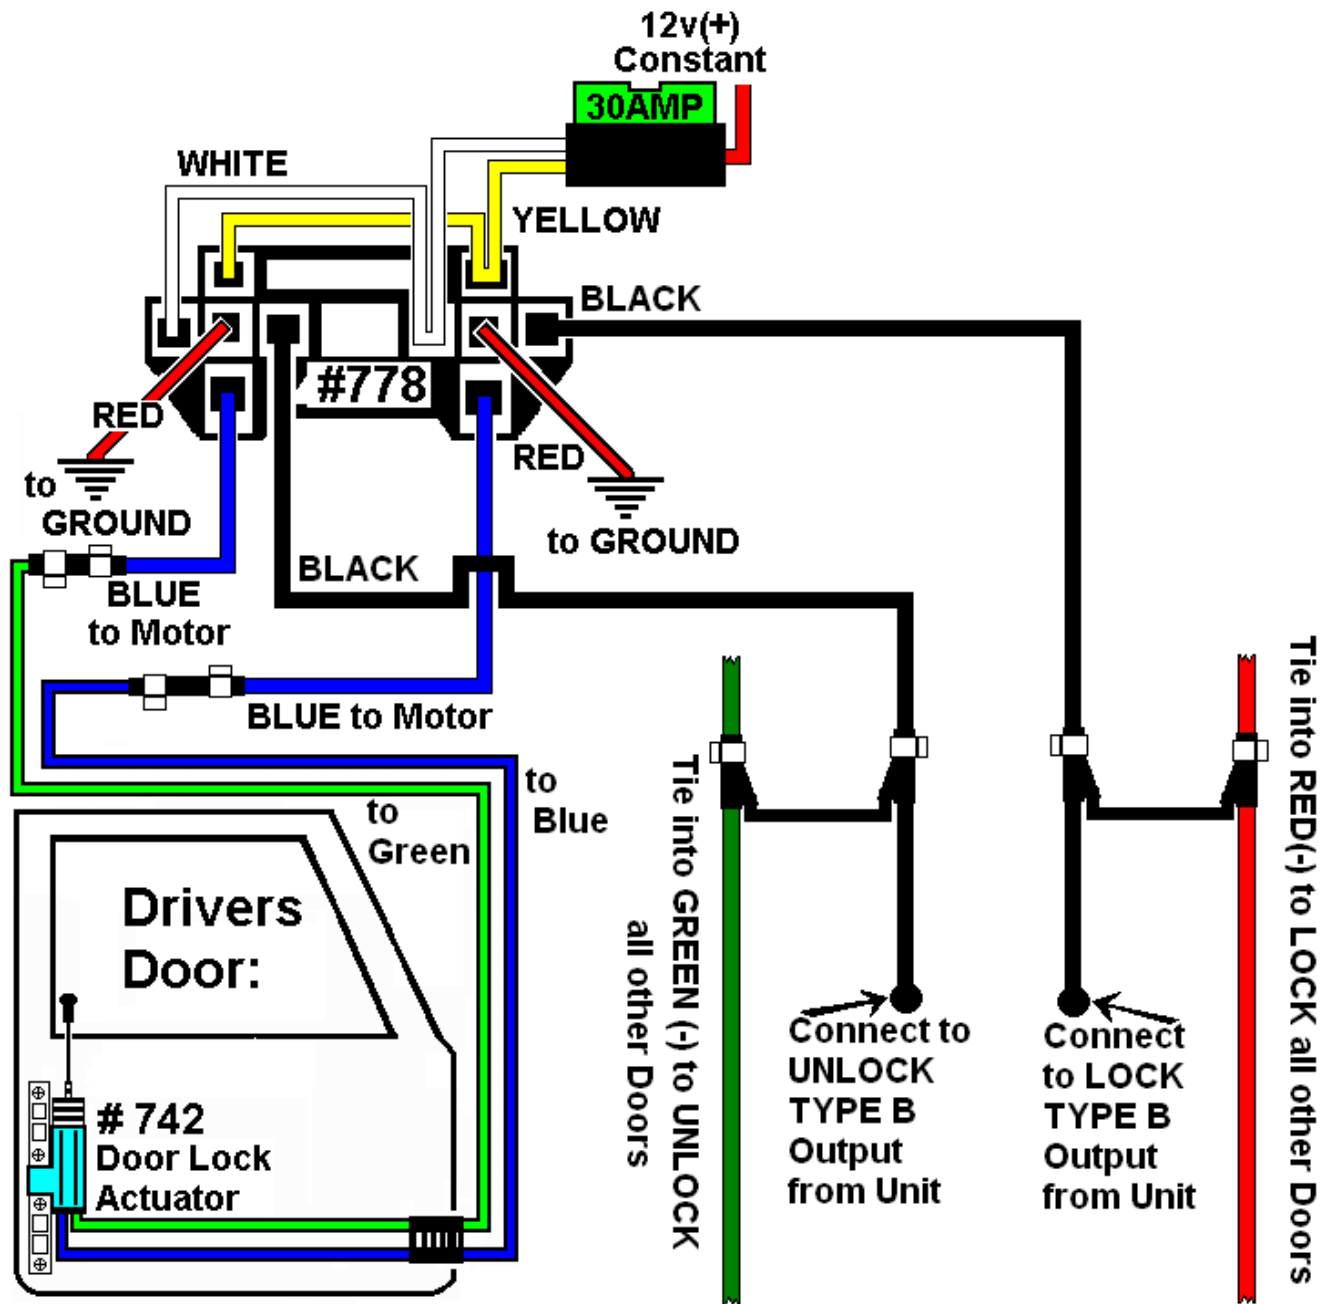 12v(+)
Constant
30AMP
WHITE
YELLOW
BLACK
#778
RED
RED
to
GROUND
to GROUND
BLACK
BLUE
to Motor
BLUE to Motor
to
Blue
to
Green
Drivers
Door:
# 742
Door Lock
Actuator
Tie into GREEN (-) to UNLOCK
all other Doors
Connect to
UNLOCK
TYPE B
Output
from Unit
Connect
to LOCK
TYPE B
Output
from Unit
Tie into RED(-) to LOCK all other Doors